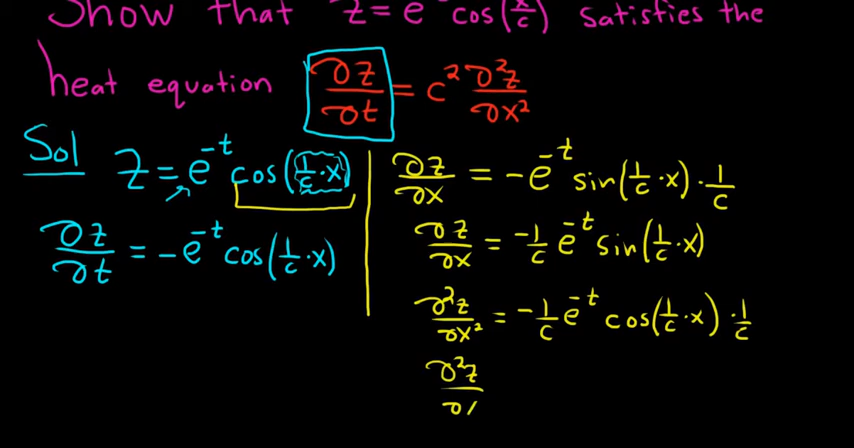 Show that z = e^-t cos(x/c) satisfies the
heat equation ∂z/∂t = c² ∂²z/∂x²
Sol z = e^-t cos(1/c · x)
∂z/∂t = -e^-t cos(1/c · x)
∂z/∂x = -e^-t sin(1/c · x) · 1/c
∂z/∂x = -1/c e^-t sin(1/c · x)
∂²z/∂x² = -1/c e^-t cos(1/c · x) · 1/c
∂²z/∂